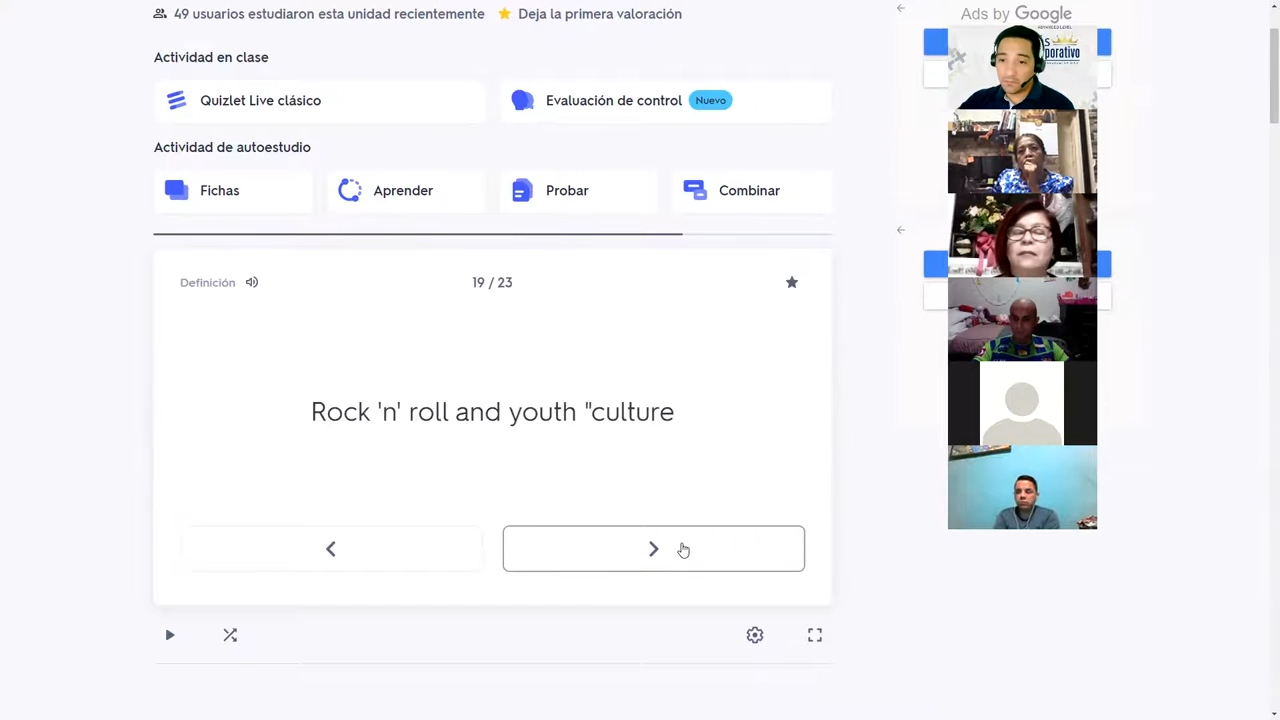 49 usuarios estudiaron esta unidad recientemente
Deja la primera valoración
Actividad en clase
Quizlet Live clásico
Evaluación de control
Nuevo
Actividad de autoestudio
Fichas
Aprender
Probar
Combinar
Definición
19 / 23
Rock 'n' roll and youth "culture
Ads by Google
porativo